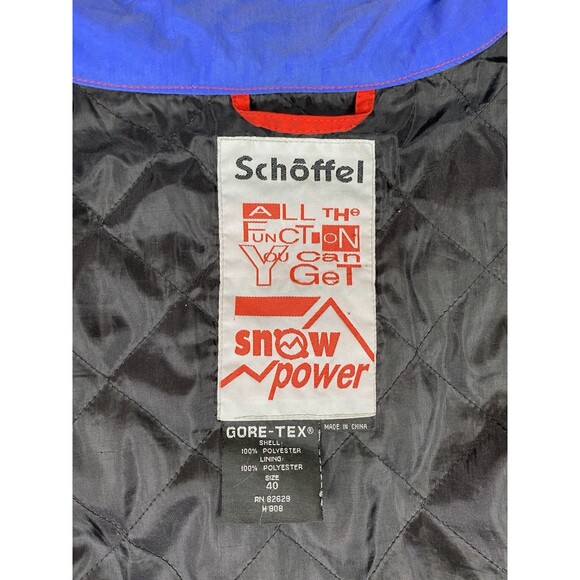 Schöffel
ALL THe
FUNCTiON
YOU Can
GeT
snow
power
GORE-TEX®
SHELL:
100% POLYESTER
LINING:
100% POLYESTER
SIZE
40
RN 82629
H 908
MADE IN CHINA